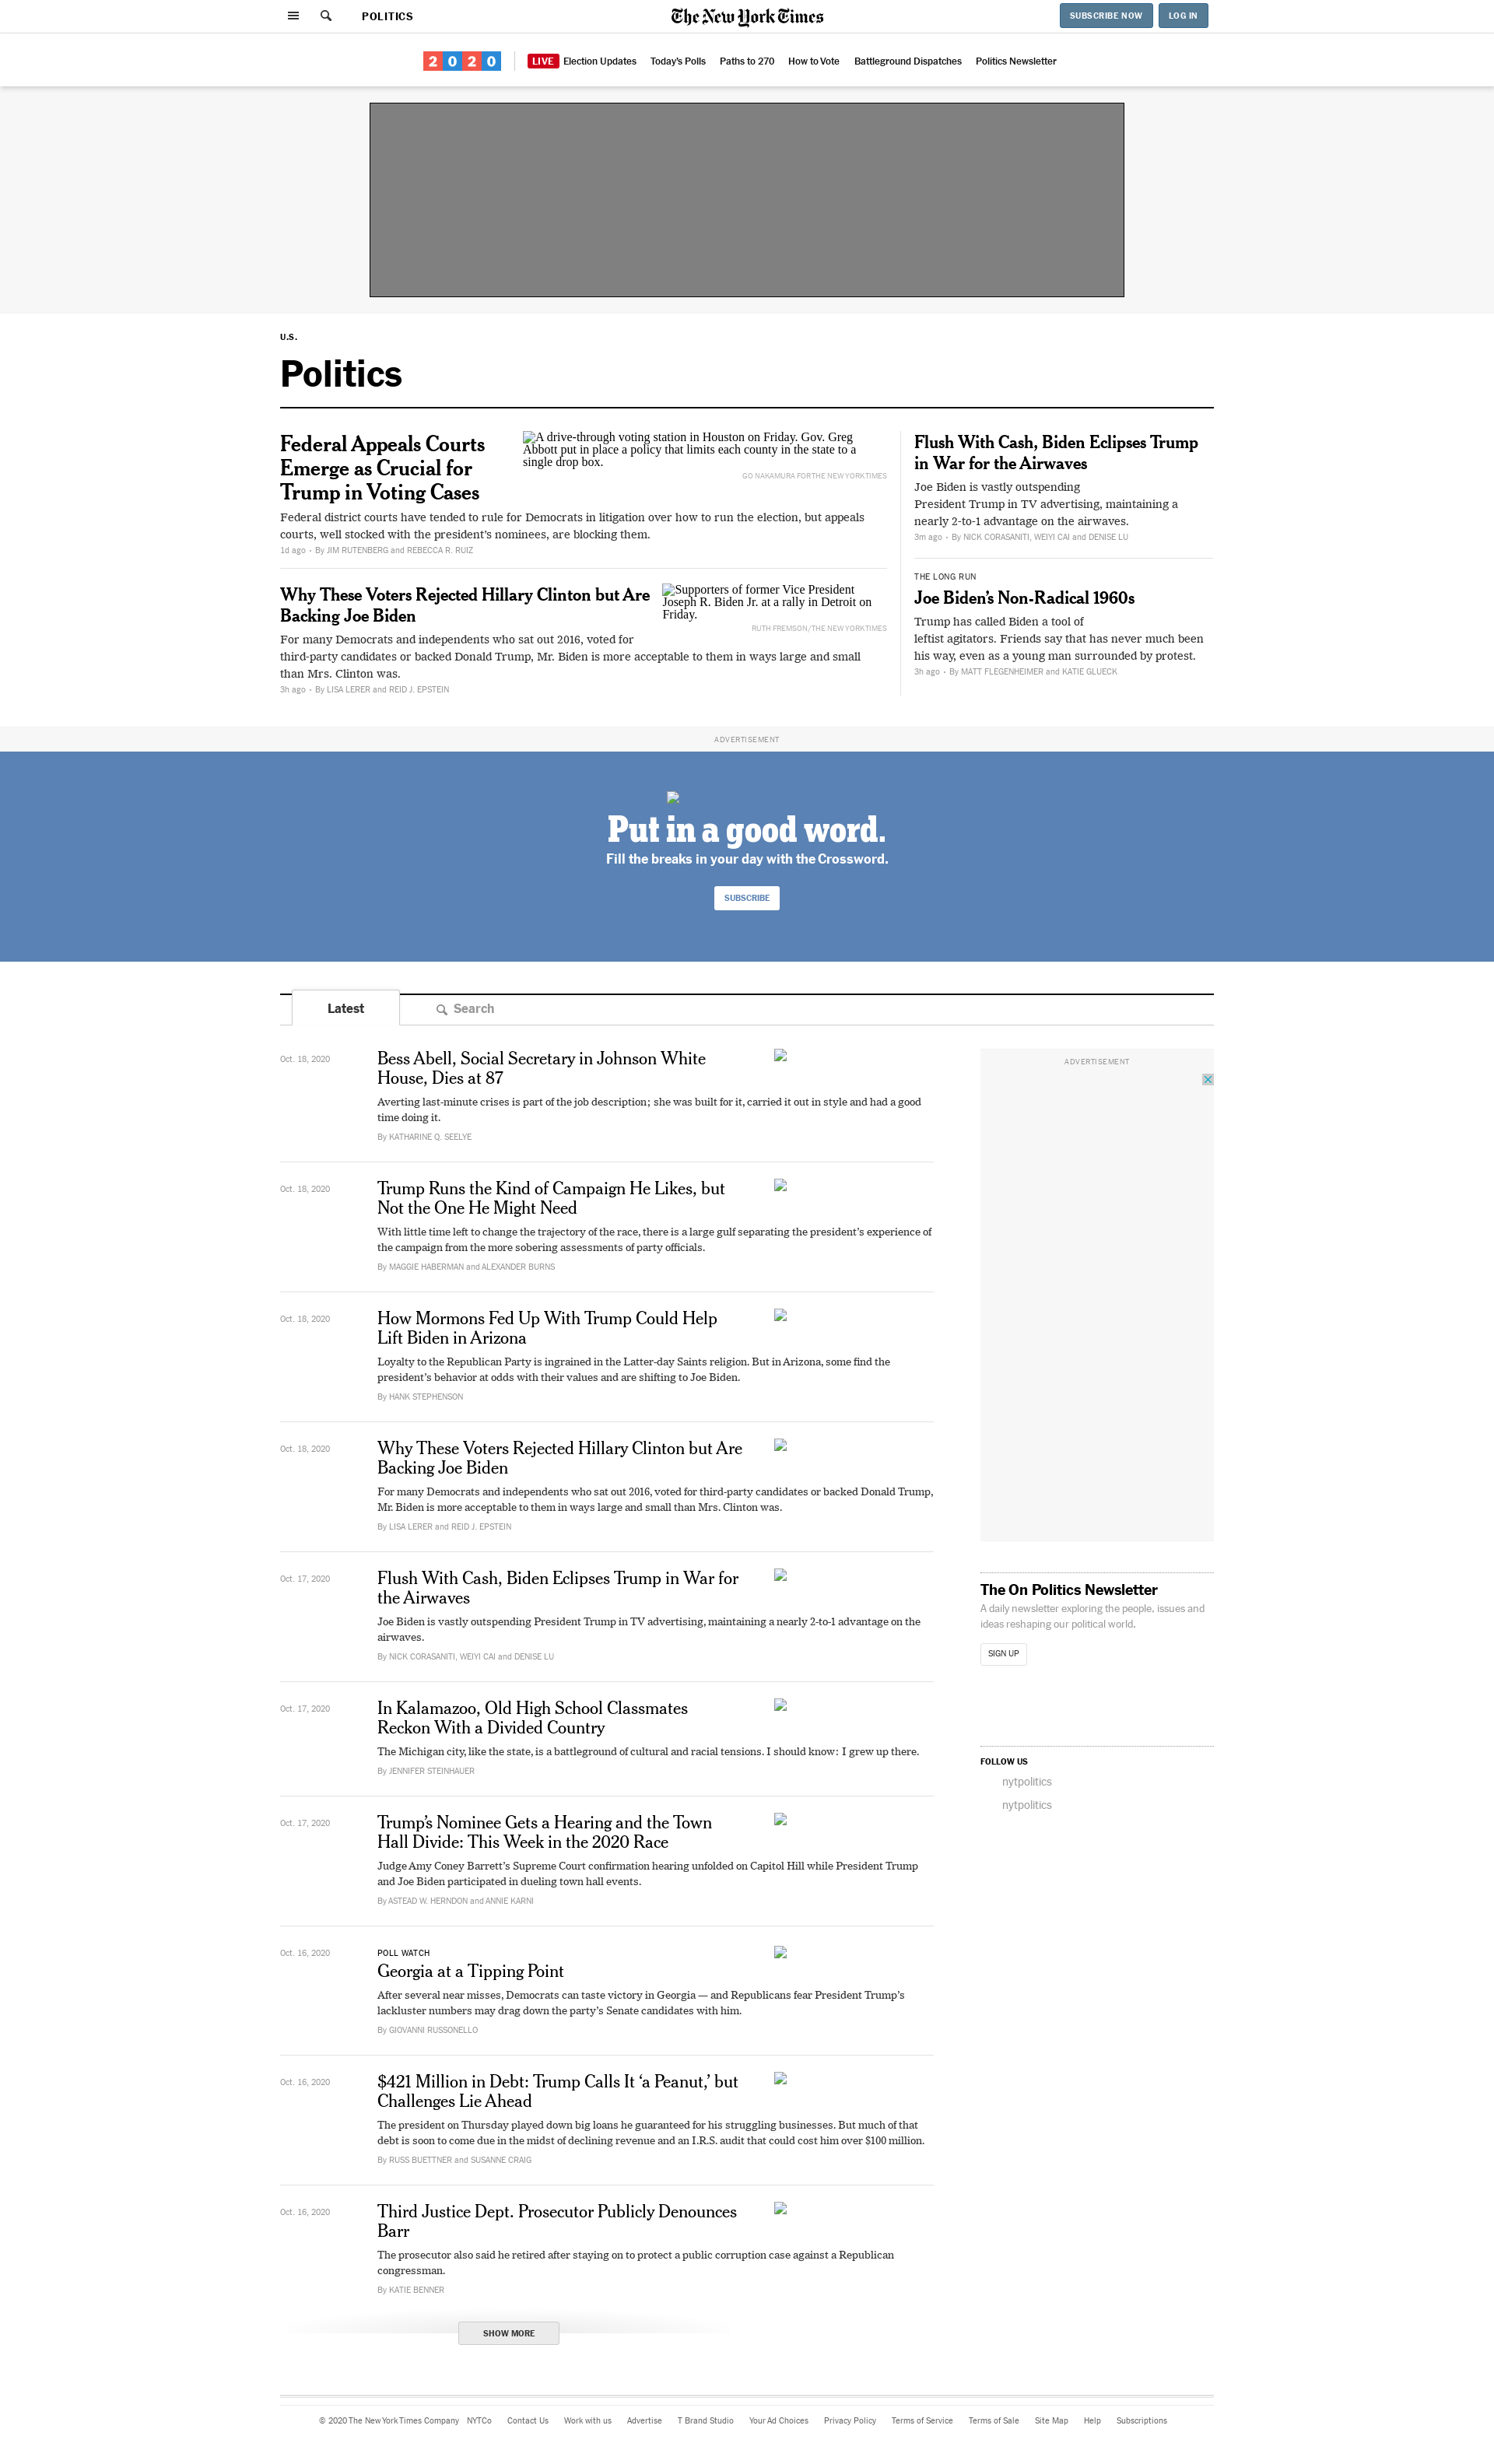 POLITICS
The New York Times
SUBSCRIBE NOW
LOG IN
2020
LIVE Election Updates
Today's Polls
Paths to 270
How to Vote
Battleground Dispatches
Politics Newsletter
U.S.
Politics
Federal Appeals Courts
Emerge as Crucial for
Trump in Voting Cases
A drive-through voting station in Houston on Friday. Gov. Greg
Abbott put in place a policy that limits each county in the state to a
single drop box.
GO NAKAMURA FOR THE NEW YORK TIMES
Federal district courts have tended to rule for Democrats in litigation over how to run the election, but appeals
courts, well stocked with the president's nominees, are blocking them.
1d ago • By JIM RUTENBERG and REBECCA R. RUIZ
Why These Voters Rejected Hillary Clinton but Are
Backing Joe Biden
Supporters of former Vice President
Joseph R. Biden Jr. at a rally in Detroit on
Friday.
RUTH FREMSON/THE NEW YORK TIMES
For many Democrats and independents who sat out 2016, voted for
third-party candidates or backed Donald Trump, Mr. Biden is more acceptable to them in ways large and small
than Mrs. Clinton was.
3h ago • By LISA LERER and REID J. EPSTEIN
Flush With Cash, Biden Eclipses Trump
in War for the Airwaves
Joe Biden is vastly outspending
President Trump in TV advertising, maintaining a
nearly 2-to-1 advantage on the airwaves.
3m ago • By NICK CORASANITI, WEIYI CAI and DENISE LU
THE LONG RUN
Joe Biden’s Non-Radical 1960s
Trump has called Biden a tool of
leftist agitators. Friends say that has never much been
his way, even as a young man surrounded by protest.
3h ago • By MATT FLEGENHEIMER and KATIE GLUECK
ADVERTISEMENT
Put in a good word.
Fill the breaks in your day with the Crossword.
SUBSCRIBE
Latest
Search
Oct. 18, 2020
Bess Abell, Social Secretary in Johnson White
House, Dies at 87
Averting last-minute crises is part of the job description; she was built for it, carried it out in style and had a good
time doing it.
By KATHARINE Q. SEELYE
Oct. 18, 2020
Trump Runs the Kind of Campaign He Likes, but
Not the One He Might Need
With little time left to change the trajectory of the race, there is a large gulf separating the president’s experience of
the campaign from the more sobering assessments of party officials.
By MAGGIE HABERMAN and ALEXANDER BURNS
Oct. 18, 2020
How Mormons Fed Up With Trump Could Help
Lift Biden in Arizona
Loyalty to the Republican Party is ingrained in the Latter-day Saints religion. But in Arizona, some find the
president’s behavior at odds with their values and are shifting to Joe Biden.
By HANK STEPHENSON
Oct. 18, 2020
Why These Voters Rejected Hillary Clinton but Are
Backing Joe Biden
For many Democrats and independents who sat out 2016, voted for third-party candidates or backed Donald Trump,
Mr. Biden is more acceptable to them in ways large and small than Mrs. Clinton was.
By LISA LERER and REID J. EPSTEIN
Oct. 17, 2020
Flush With Cash, Biden Eclipses Trump in War for
the Airwaves
Joe Biden is vastly outspending President Trump in TV advertising, maintaining a nearly 2-to-1 advantage on the
airwaves.
By NICK CORASANITI, WEIYI CAI and DENISE LU
Oct. 17, 2020
In Kalamazoo, Old High School Classmates
Reckon With a Divided Country
The Michigan city, like the state, is a battleground of cultural and racial tensions. I should know: I grew up there.
By JENNIFER STEINHAUER
Oct. 17, 2020
Trump’s Nominee Gets a Hearing and the Town
Hall Divide: This Week in the 2020 Race
Judge Amy Coney Barrett’s Supreme Court confirmation hearing unfolded on Capitol Hill while President Trump
and Joe Biden participated in dueling town hall events.
By ASTEAD W. HERNDON and ANNIE KARNI
Oct. 16, 2020
POLL WATCH
Georgia at a Tipping Point
After several near misses, Democrats can taste victory in Georgia — and Republicans fear President Trump’s
lackluster numbers may drag down the party’s Senate candidates with him.
By GIOVANNI RUSSONELLO
Oct. 16, 2020
$421 Million in Debt: Trump Calls It ‘a Peanut,’ but
Challenges Lie Ahead
The president on Thursday played down big loans he guaranteed for his struggling businesses. But much of that
debt is soon to come due in the midst of declining revenue and an I.R.S. audit that could cost him over $100 million.
By RUSS BUETTNER and SUSANNE CRAIG
Oct. 16, 2020
Third Justice Dept. Prosecutor Publicly Denounces
Barr
The prosecutor also said he retired after staying on to protect a public corruption case against a Republican
congressman.
By KATIE BENNER
SHOW MORE
ADVERTISEMENT
The On Politics Newsletter
A daily newsletter exploring the people, issues and
ideas reshaping our political world.
SIGN UP
FOLLOW US
nytpolitics
nytpolitics
© 2020 The New York Times Company
NYTCo
Contact Us
Work with us
Advertise
T Brand Studio
Your Ad Choices
Privacy Policy
Terms of Service
Terms of Sale
Site Map
Help
Subscriptions